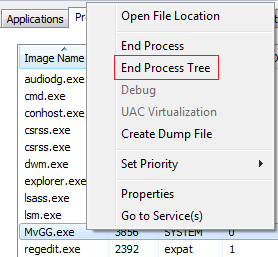 Applications
Image Name
audiodg.exe
cmd.exe
conhost.exe
csrss.exe
csrss.exe
dwm.exe
explorer.exe
lsass.exe
lsm.exe
MvGG.exe 3856 SYSTEM 0
regedit.exe 2392 expat 1
Open File Location
End Process
End Process Tree
Debug
UAC Virtualization
Create Dump File
Set Priority
Properties
Go to Service(s)